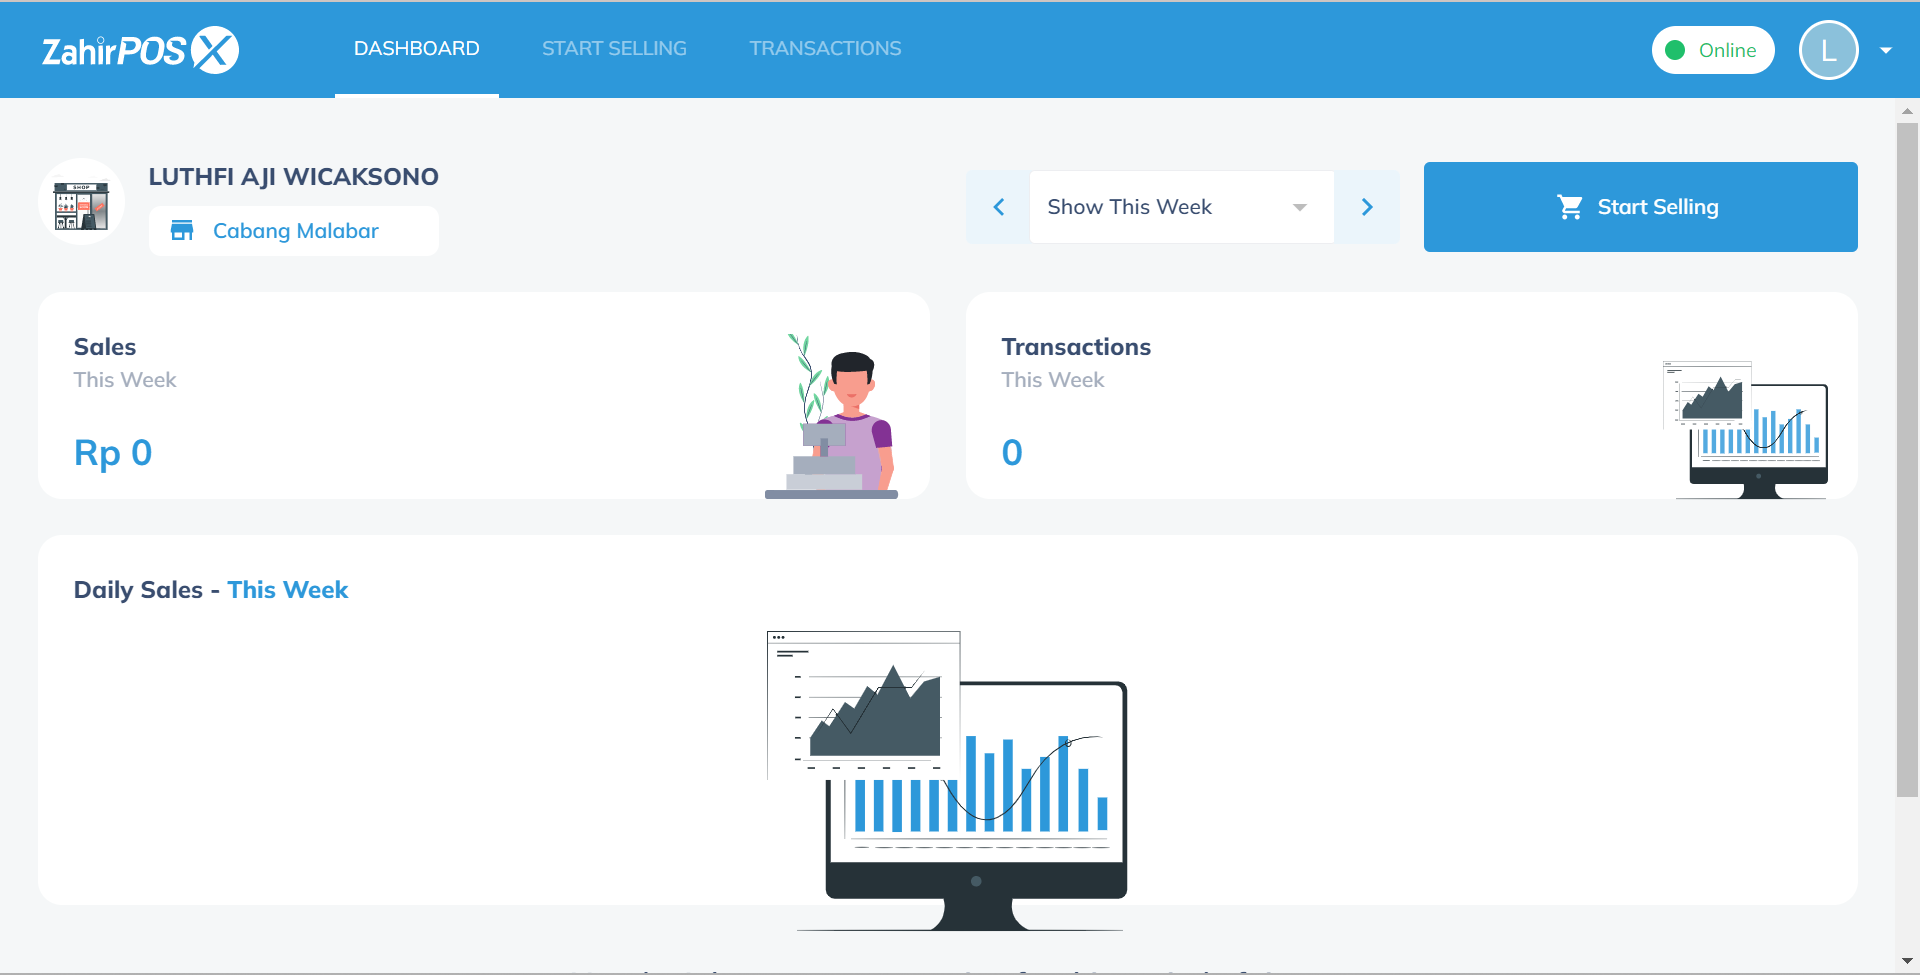 ZahirPOS X
DASHBOARD
START SELLING
TRANSACTIONS
Online
L
SHOP
LUTHFI AJI WICAKSONO
Cabang Malabar
Show This Week
Start Selling
Sales
This Week
Rp 0
Transactions
This Week
0
Daily Sales - This Week